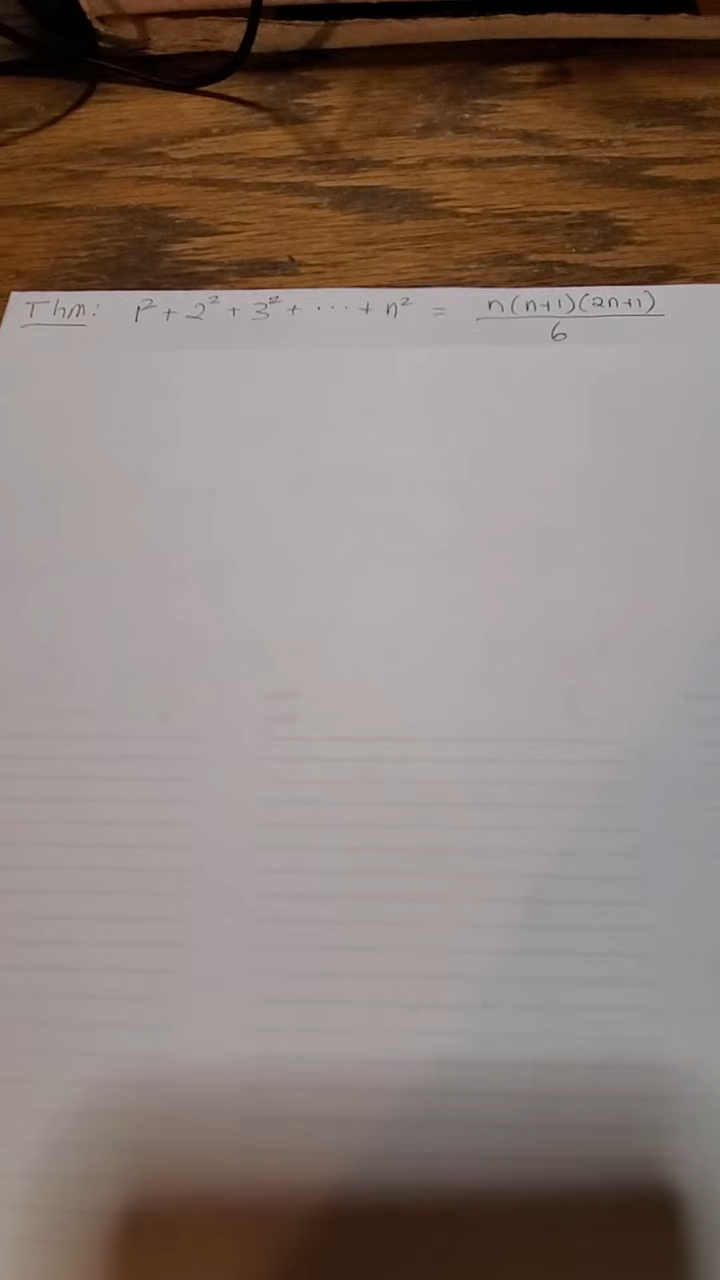 Thm: 1² + 2² + 3² + ··· + n² = n(n+1)(2n+1)/6